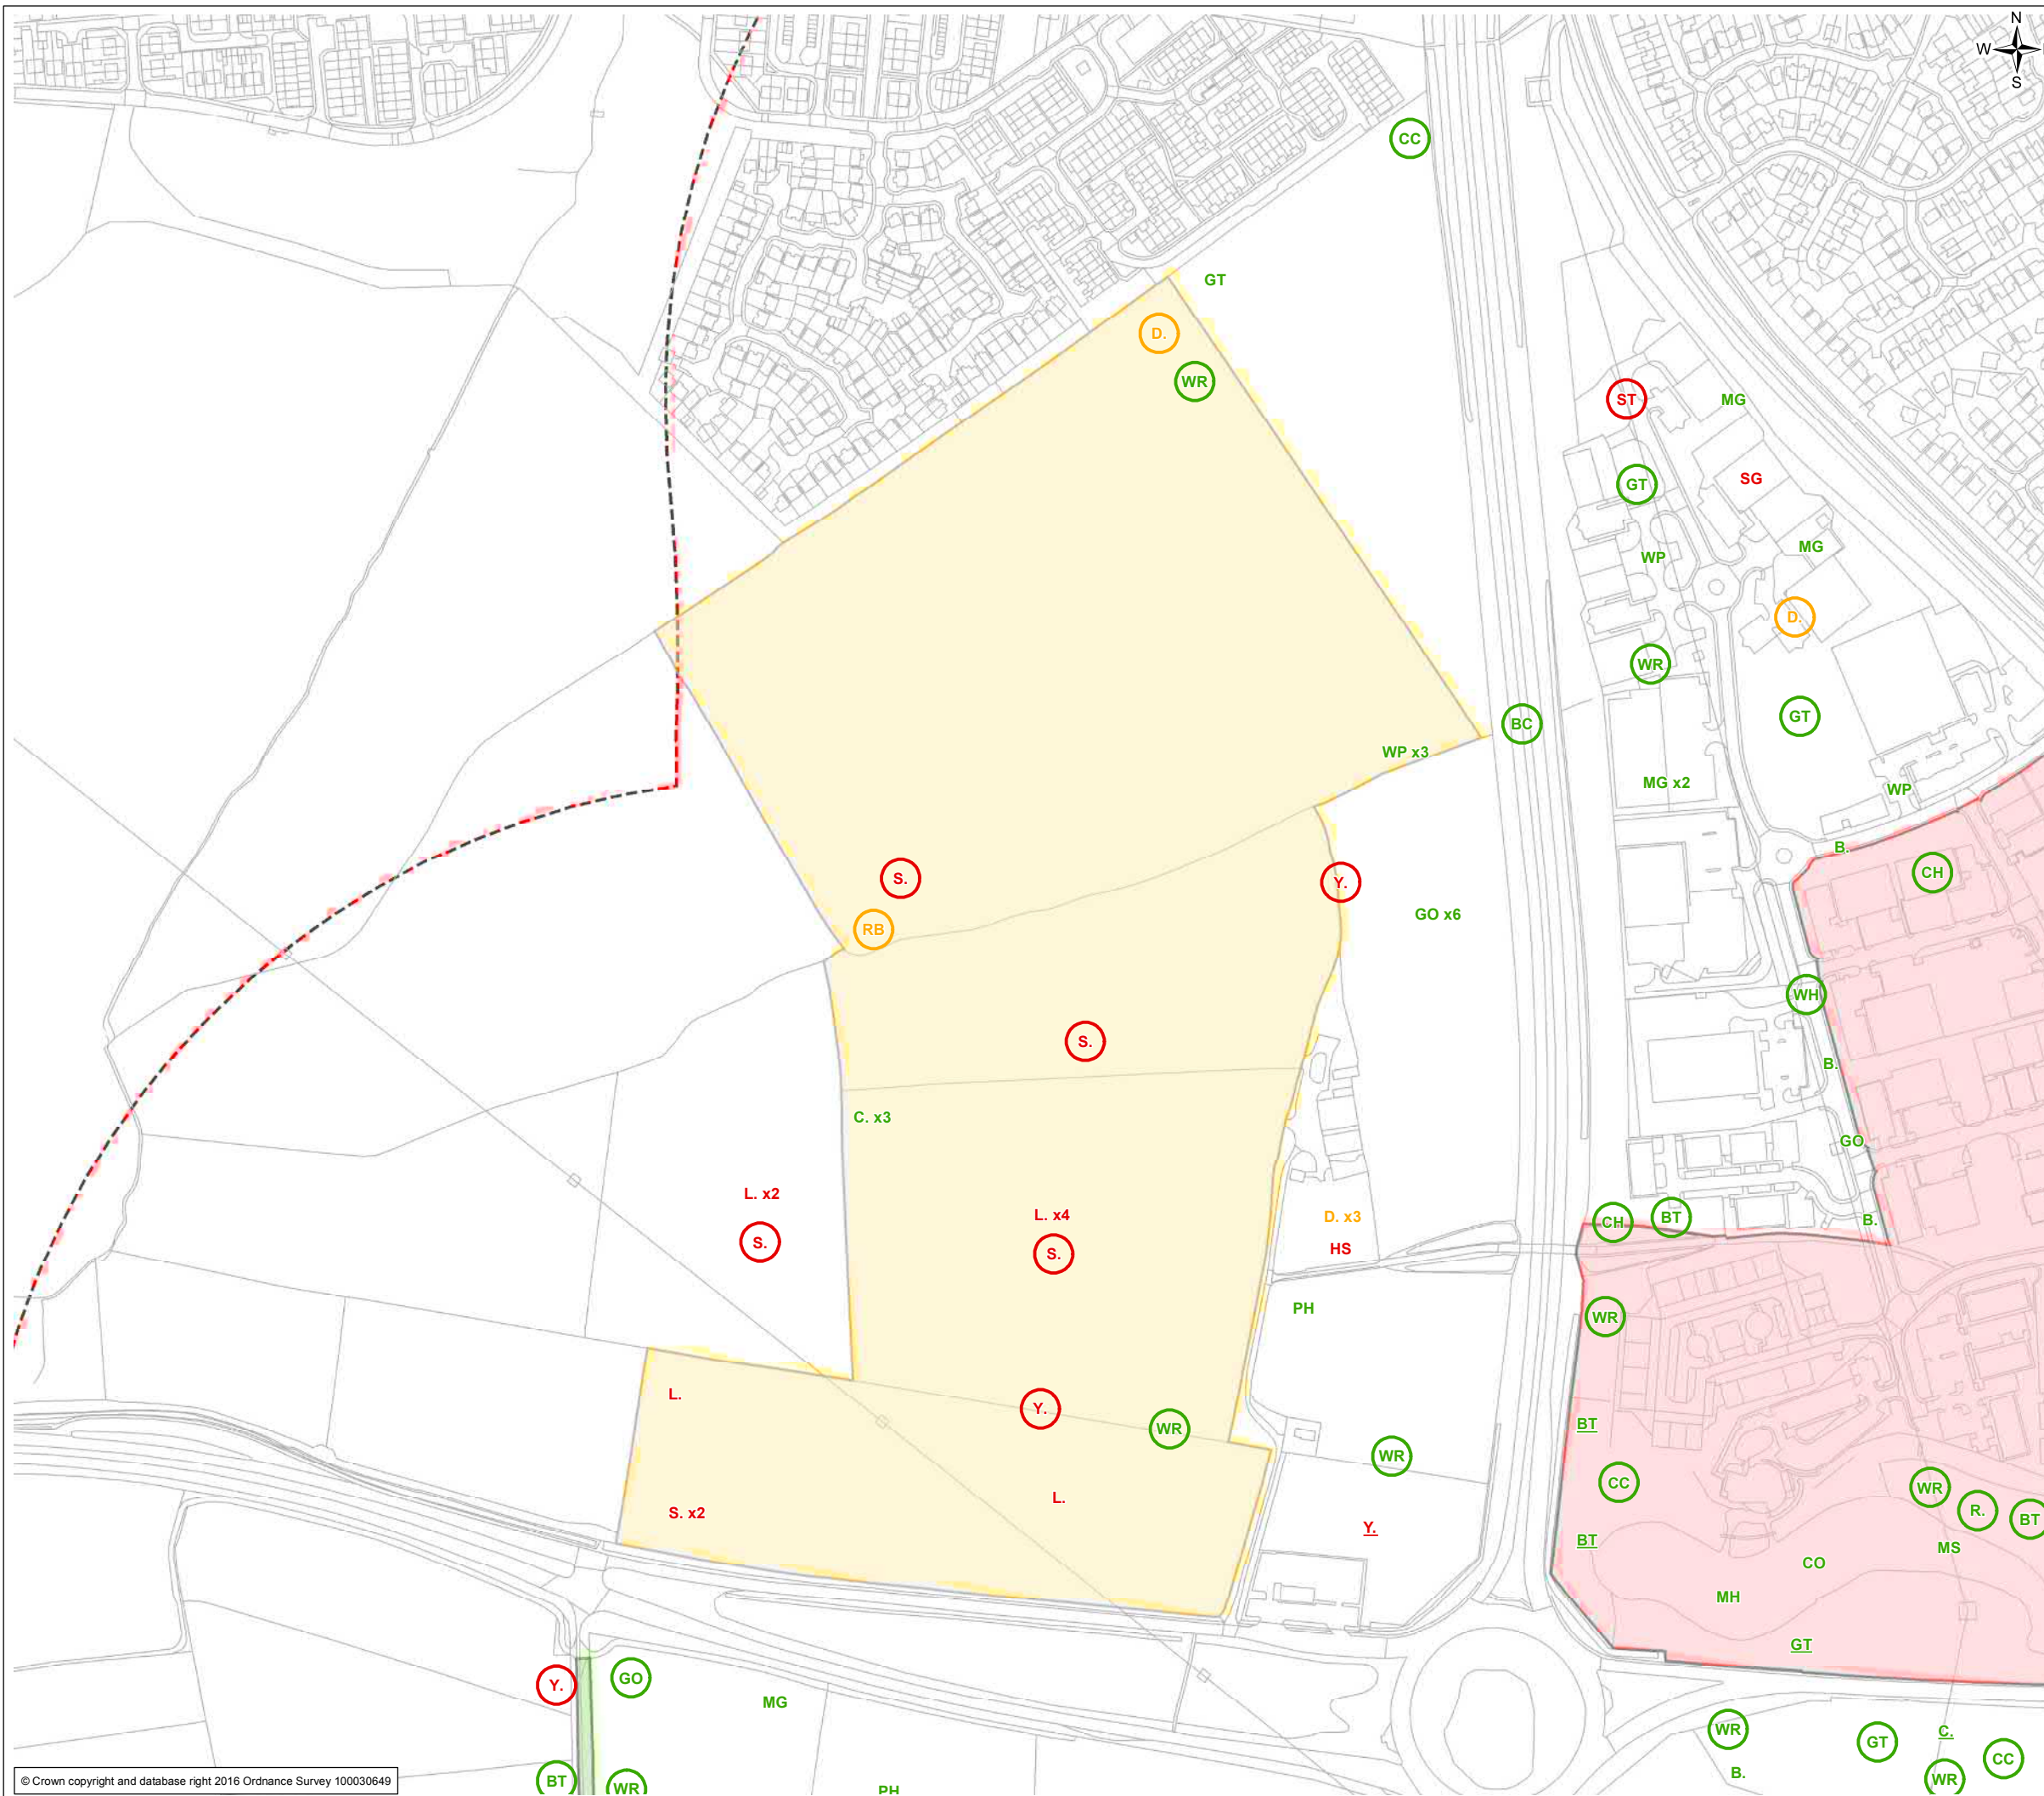 N
W
S
CC
GT
D.
WR
ST
MG
SG
GT
MG
WP
D.
WR
GT
BC
WP x3
MG x2
WP
B.
CH
S.
Y.
GO x6
RB
WH
S.
B.
C. x3
GO
L. x2
L. x4
D. x3
CH
BT
B.
S.
S.
HS
PH
WR
L.
Y.
WR
BT
WR
CC
WR
L.
R.
S. x2
Y.
BT
BT
MS
CO
MH
GT
Y.
GO
MG
WR
GT
C.
CC
B.
WR
© Crown copyright and database right 2016 Ordnance Survey 100030649
BT
WR
PH